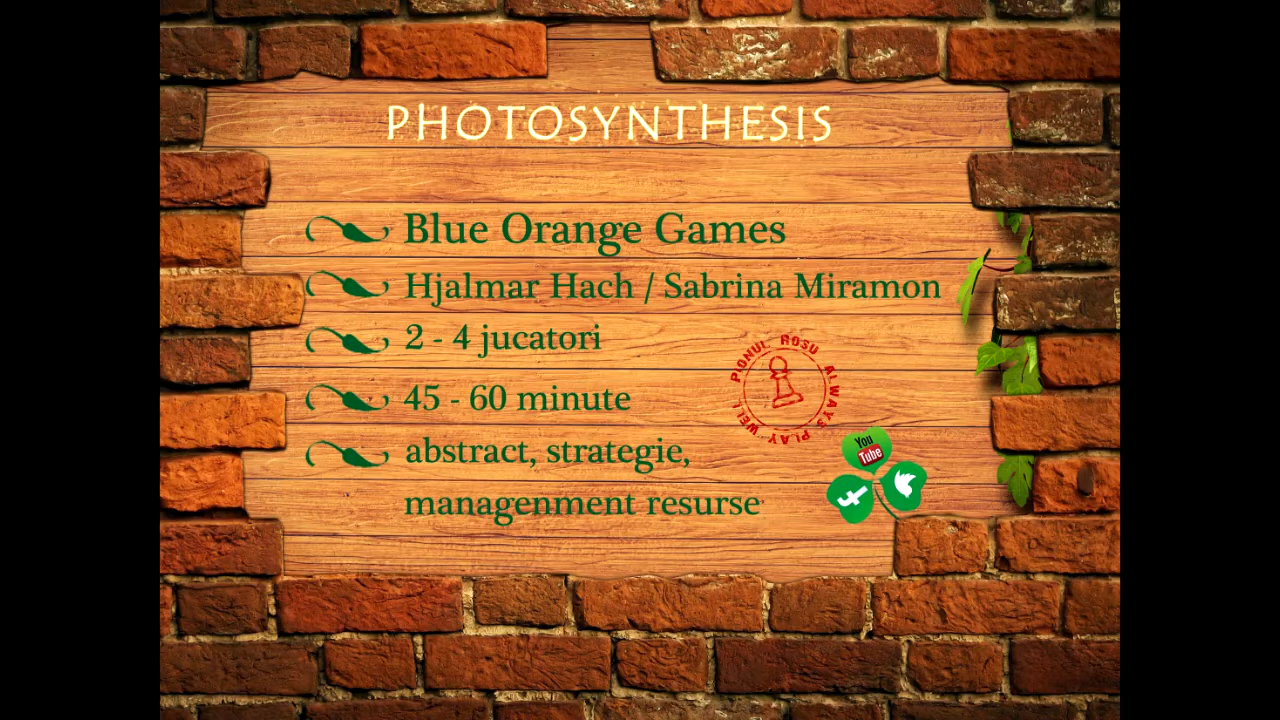 PHOTOSYNTHESIS
Blue Orange Games
Hjalmar Hach / Sabrina Miramon
2 - 4 jucatori
45 - 60 minute
abstract, strategie,
managenment resurse
PIONUL ROSU ALWAYS PLAY WELL
You
Tube